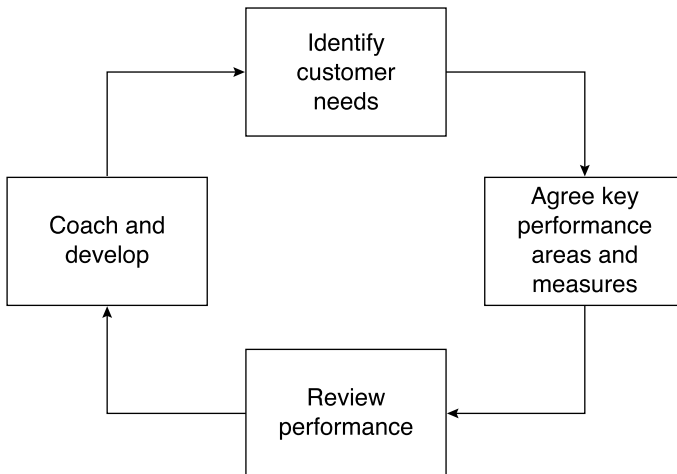 Identify
customer
needs
Agree key
performance
areas and
measures
Review
performance
Coach and
develop